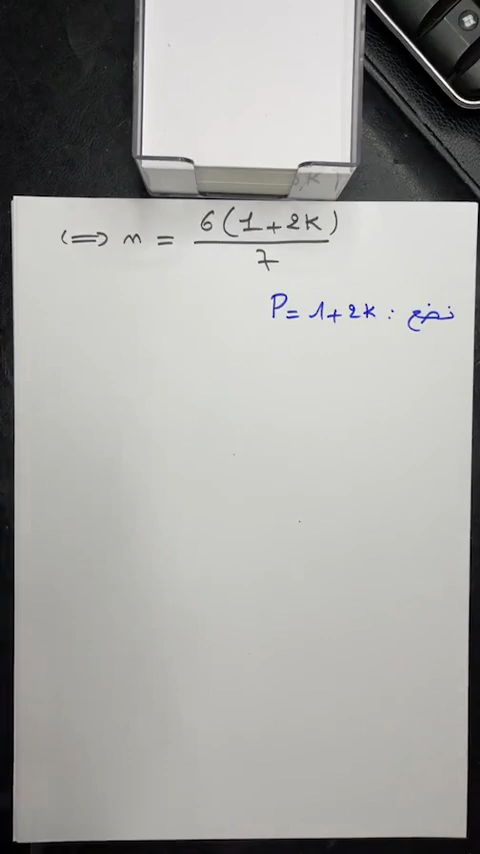 ⇔ n = 6(1+2k)/7
نضع : P = 1+2k